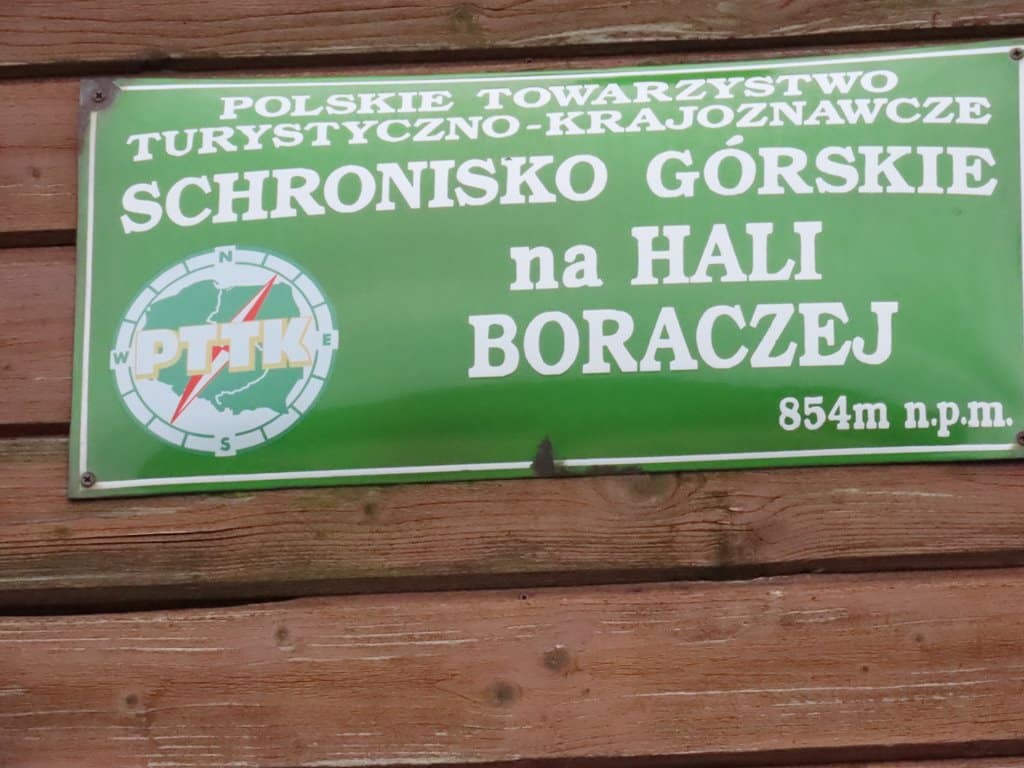 POLSKIE TOWARZYSTWO
TURYSTYCZNO-KRAJOZNAWCZE
SCHRONISKO GÓRSKIE
na HALI
BORACZEJ
854m n.p.m.
N
W PTTK E
S